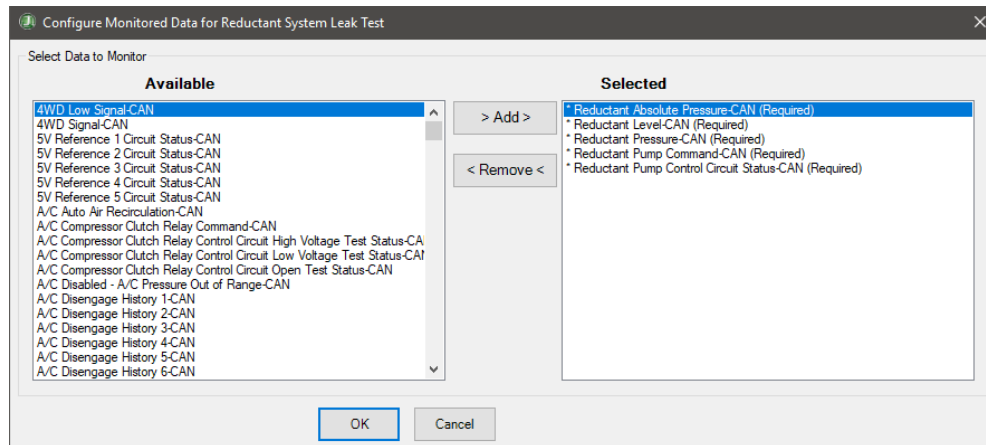 Configure Monitored Data for Reductant System Leak Test
Select Data to Monitor
Available
4WD Low Signal-CAN
4WD Signal-CAN
5V Reference 1 Circuit Status-CAN
5V Reference 2 Circuit Status-CAN
5V Reference 3 Circuit Status-CAN
5V Reference 4 Circuit Status-CAN
5V Reference 5 Circuit Status-CAN
A/C Auto Air Recirculation-CAN
A/C Compressor Clutch Relay Command-CAN
A/C Compressor Clutch Relay Control Circuit High Voltage Test Status-CA
A/C Compressor Clutch Relay Control Circuit Low Voltage Test Status-CAN
A/C Compressor Clutch Relay Control Circuit Open Test Status-CAN
A/C Disabled - A/C Pressure Out of Range-CAN
A/C Disengage History 1-CAN
A/C Disengage History 2-CAN
A/C Disengage History 3-CAN
A/C Disengage History 4-CAN
A/C Disengage History 5-CAN
A/C Disengage History 6-CAN
> Add >
< Remove <
Selected
* Reductant Absolute Pressure-CAN (Required)
* Reductant Level-CAN (Required)
* Reductant Pressure-CAN (Required)
* Reductant Pump Command-CAN (Required)
* Reductant Pump Control Circuit Status-CAN (Required)
OK
Cancel